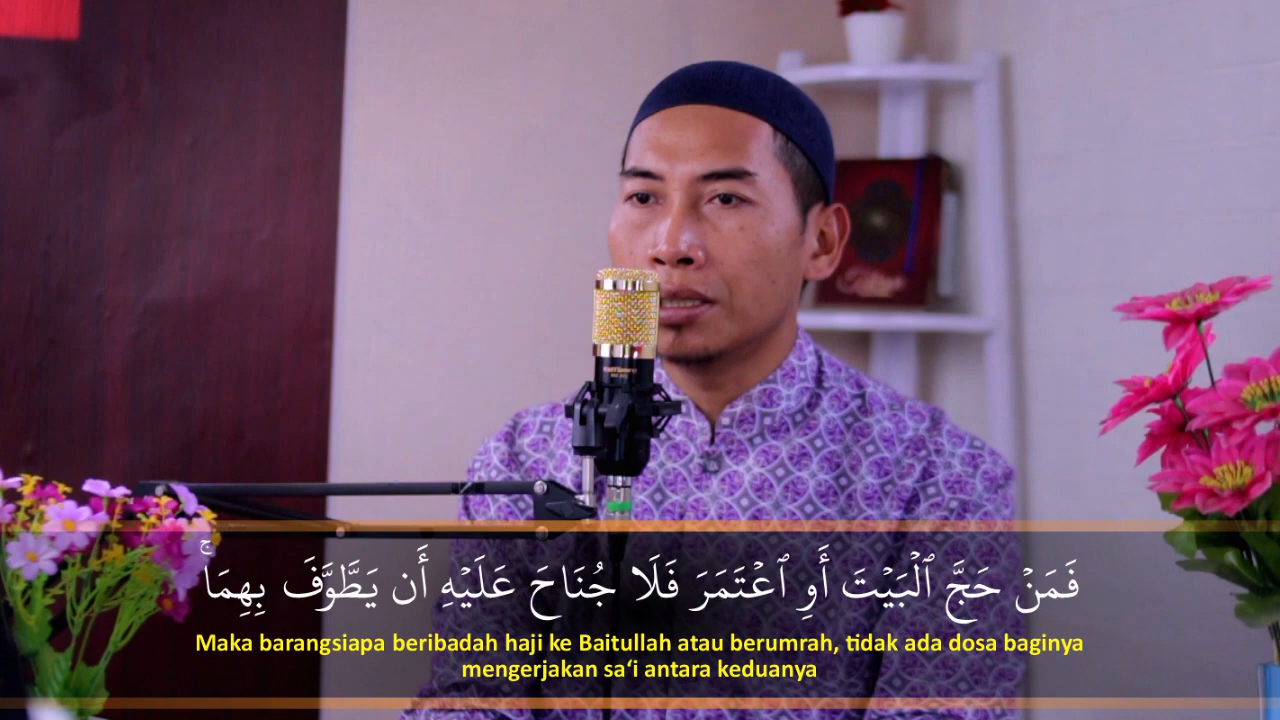 فَمَنْ حَجَّ ٱلْبَيْتَ أَوِ ٱعْتَمَرَ فَلَا جُنَاحَ عَلَيْهِ أَن يَطَّوَّفَ بِهِمَاۚ
Maka barangsiapa beribadah haji ke Baitullah atau berumrah, tidak ada dosa baginya
mengerjakan sa‘i antara keduanya